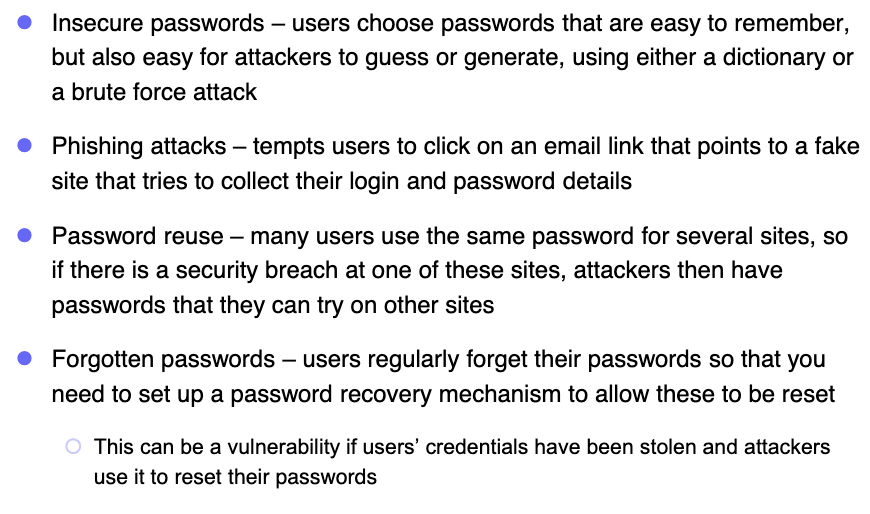 Insecure passwords – users choose passwords that are easy to remember,
but also easy for attackers to guess or generate, using either a dictionary or
a brute force attack
Phishing attacks – tempts users to click on an email link that points to a fake
site that tries to collect their login and password details
Password reuse – many users use the same password for several sites, so
if there is a security breach at one of these sites, attackers then have
passwords that they can try on other sites
Forgotten passwords – users regularly forget their passwords so that you
need to set up a password recovery mechanism to allow these to be reset
This can be a vulnerability if users’ credentials have been stolen and attackers
use it to reset their passwords